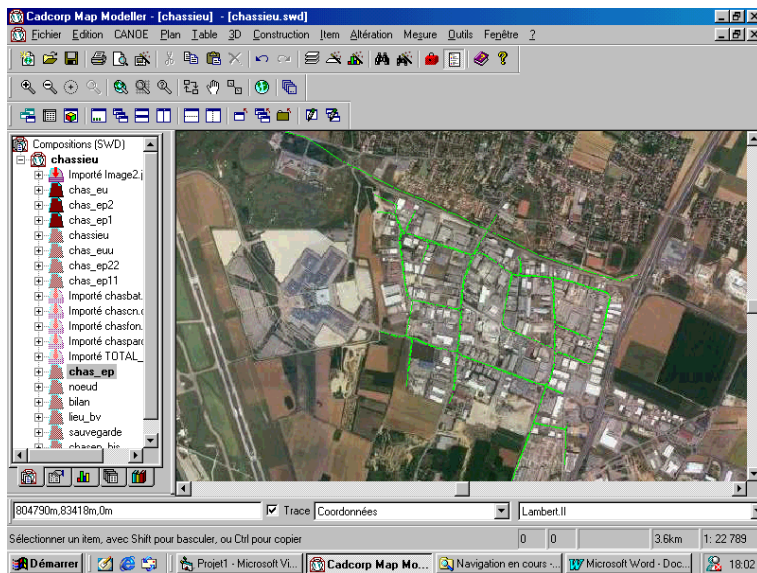 Cadcorp Map Modeller - [chassieu] - [chassieu.swd]
Fichier Edition CANOE Plan Table 3D Construction Item Altération Mesure Outils Fenêtre ?
Compositions (SWD)
chassieu
Importé Image2.j
chas_eu
chas_ep2
chas_ep1
chassieu
chas_euu
chas_ep22
chas_ep11
Importé chasbat.
Importé chascn.
Importé chasfon.
Importé chasparc
Importé TOTAL_
chas_ep
noeud
bilan
lieu_bv
sauvegarde
chasep_bis
804790m,83418m,0m Trace Coordonnées Lambert.II
Sélectionner un item, avec Shift pour basculer, ou Ctrl pour copier 0 0 3.6km 1: 22 789
Démarrer Projet1 - Microsoft Vi... Cadcorp Map Mo... Navigation en cours -... Microsoft Word - Doc... 18:02